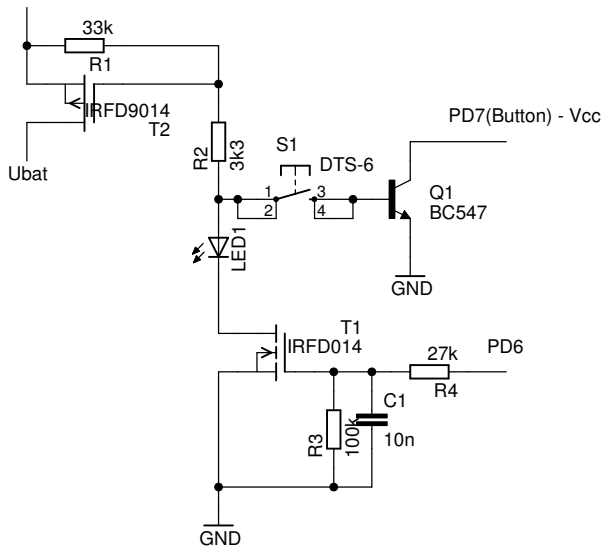 33k
R1
IRFD9014
T2
Ubat
R2
3k3
S1
DTS-6
1
2
3
4
PD7(Button) - Vcc
Q1
BC547
GND
LED1
T1
IRFD014
27k
R4
PD6
C1
10n
R3
100k
GND